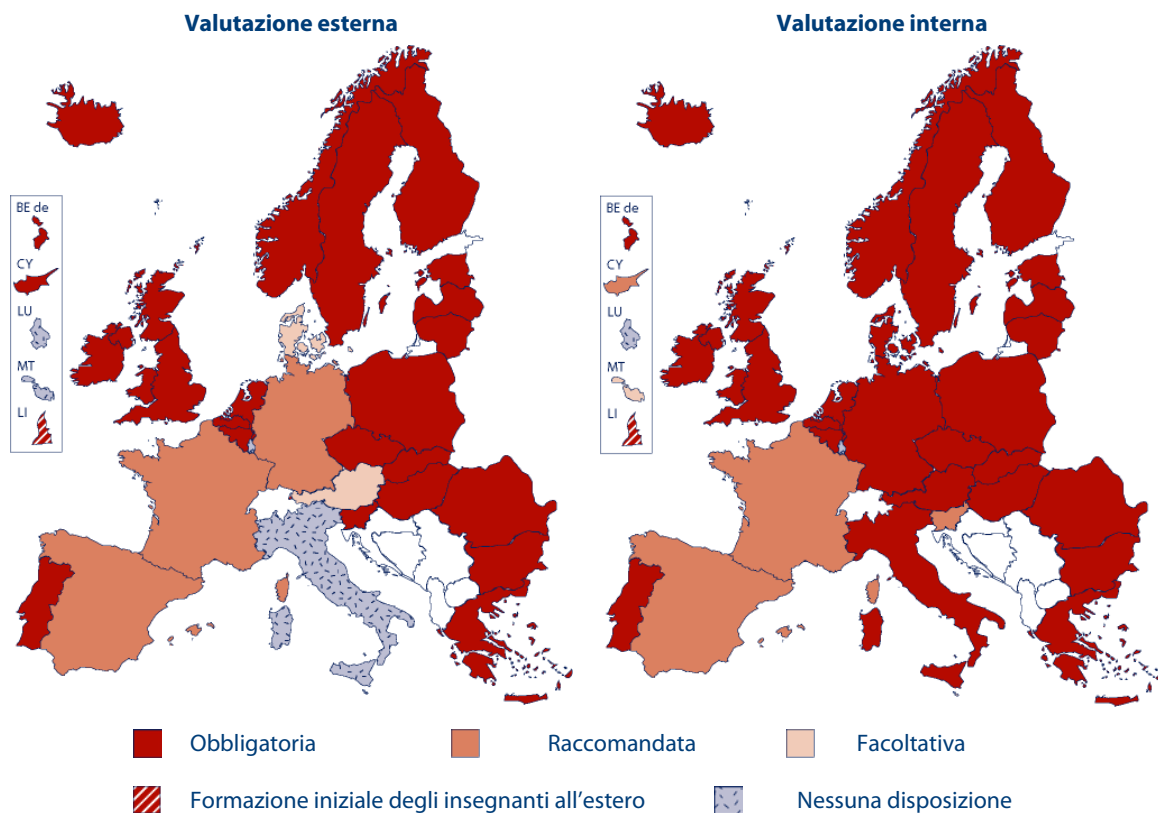 Valutazione esterna
Valutazione interna
BE de
CY
LU
MT
LI
BE de
CY
LU
MT
LI
Obbligatoria
Raccomandata
Facoltativa
Formazione iniziale degli insegnanti all'estero
Nessuna disposizione